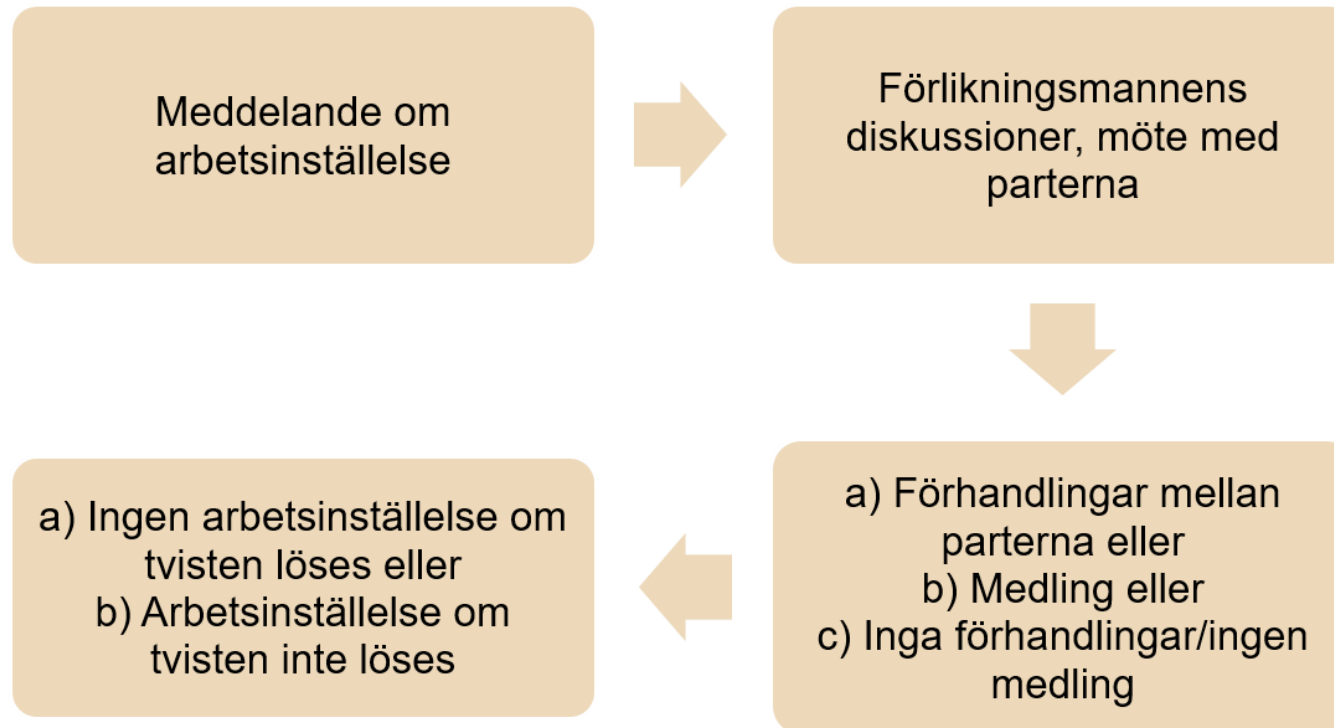 Meddelande om
arbetsinställelse
Förlikningsmannens
diskussioner, möte med
parterna
a) Förhandlingar mellan
parterna eller
b) Medling eller
c) Inga förhandlingar/ingen
medling
a) Ingen arbetsinställelse om
tvisten löses eller
b) Arbetsinställelse om
tvisten inte löses